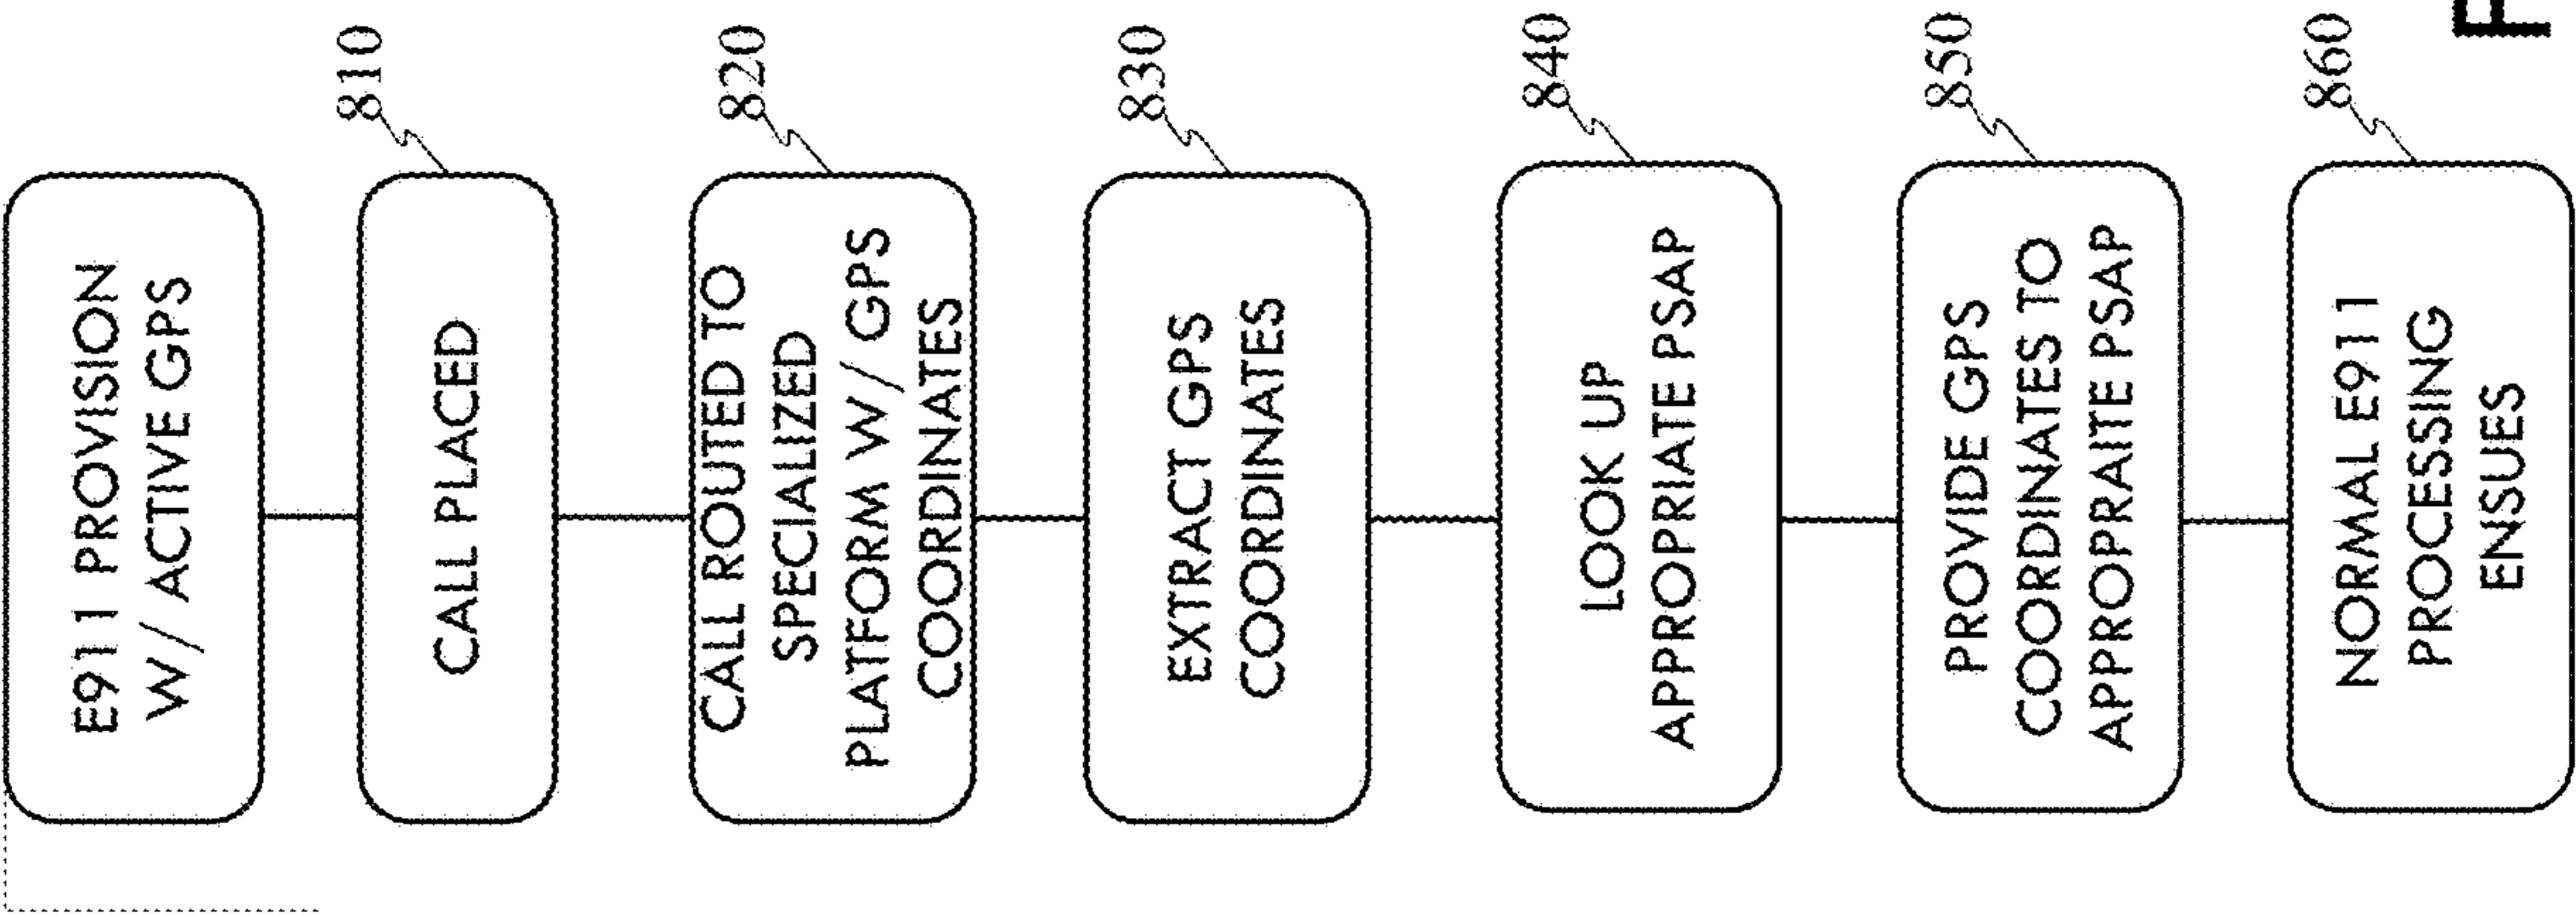 E911 PROVISION
W/ ACTIVE GPS
810
CALL PLACED
820
CALL ROUTED TO
SPECIALIZED
PLATFORM W/ GPS
COORDINATES
830
EXTRACT GPS
COORDINATES
840
LOOK UP
APPROPRIATE PSAP
850
PROVIDE GPS
COORDINATES TO
APPROPRAITE PSAP
860
NORMAL E911
PROCESSING
ENSUES